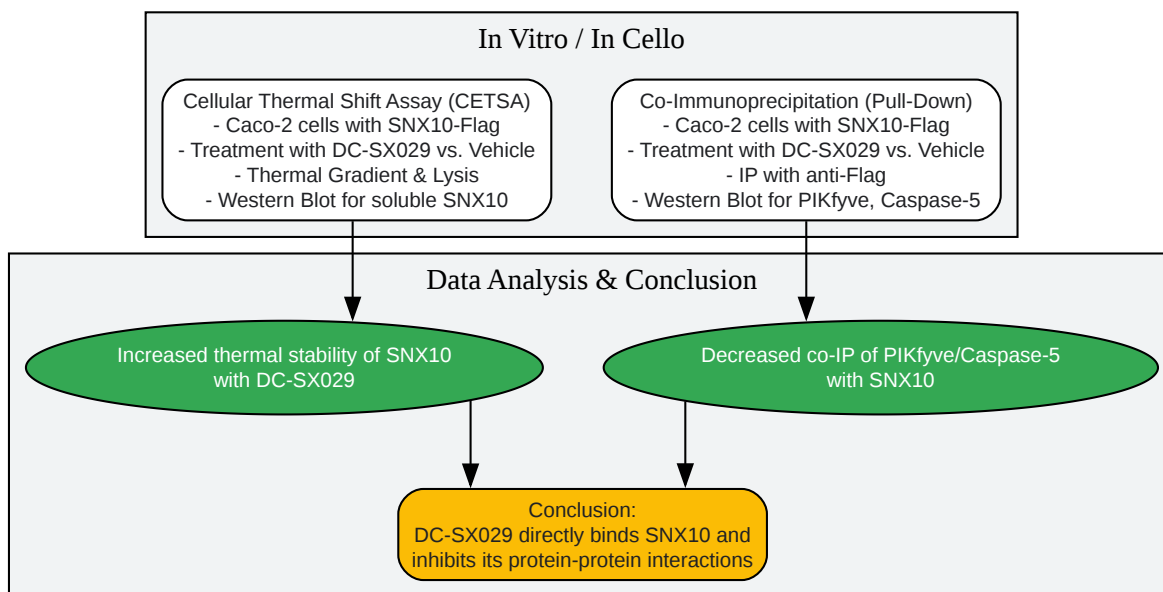 In Vitro / In Cello
Cellular Thermal Shift Assay (CETSA)
- Caco-2 cells with SNX10-Flag
- Treatment with DC-SX029 vs. Vehicle
- Thermal Gradient & Lysis
- Western Blot for soluble SNX10
Co-Immunoprecipitation (Pull-Down)
- Caco-2 cells with SNX10-Flag
- Treatment with DC-SX029 vs. Vehicle
- IP with anti-Flag
- Western Blot for PIKfyve, Caspase-5
Data Analysis & Conclusion
Increased thermal stability of SNX10
with DC-SX029
Decreased co-IP of PIKfyve/Caspase-5
with SNX10
Conclusion:
DC-SX029 directly binds SNX10 and
inhibits its protein-protein interactions